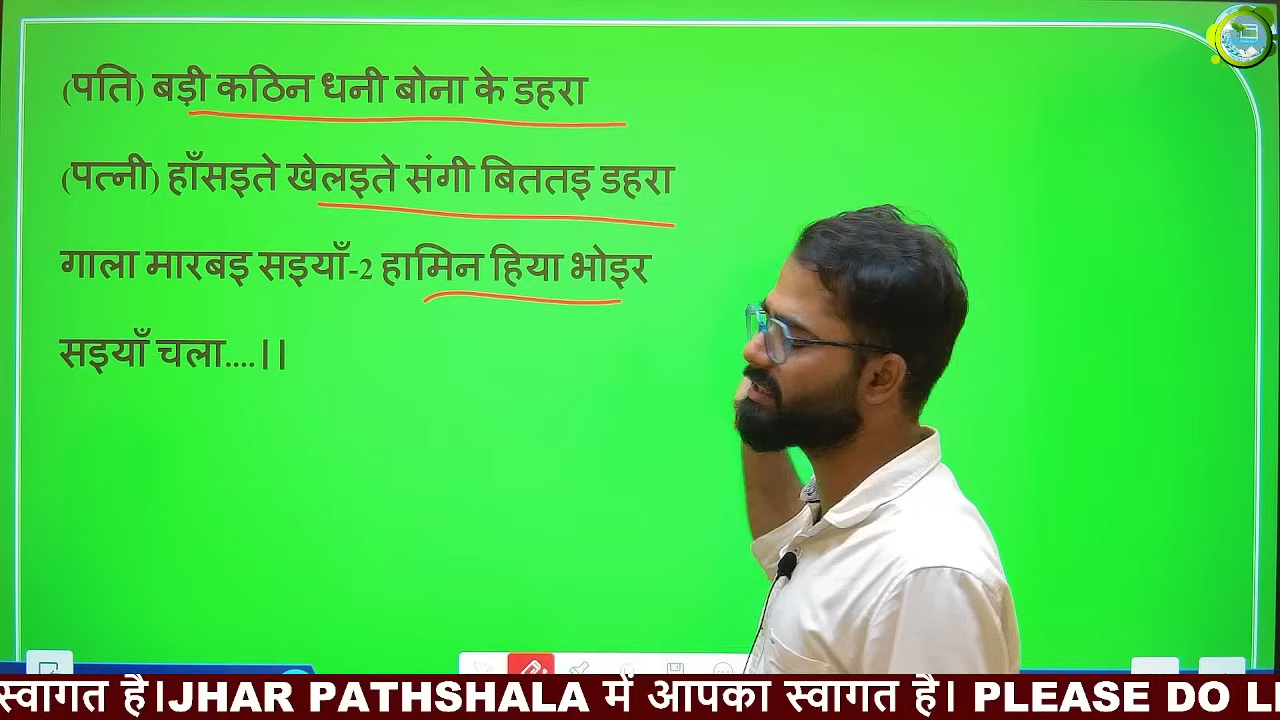 (पति) बड़ी कठिन धनी बोना के डहरा
(पत्नी) हाँसइते खेलइते संगी बिततइ डहरा
गाला मारबइ सइयाँ-2 हामिन हिया भोइर
सइयाँ चला....।।
स्वागत है।JHAR PATHSHALA में आपका स्वागत है। PLEASE DO